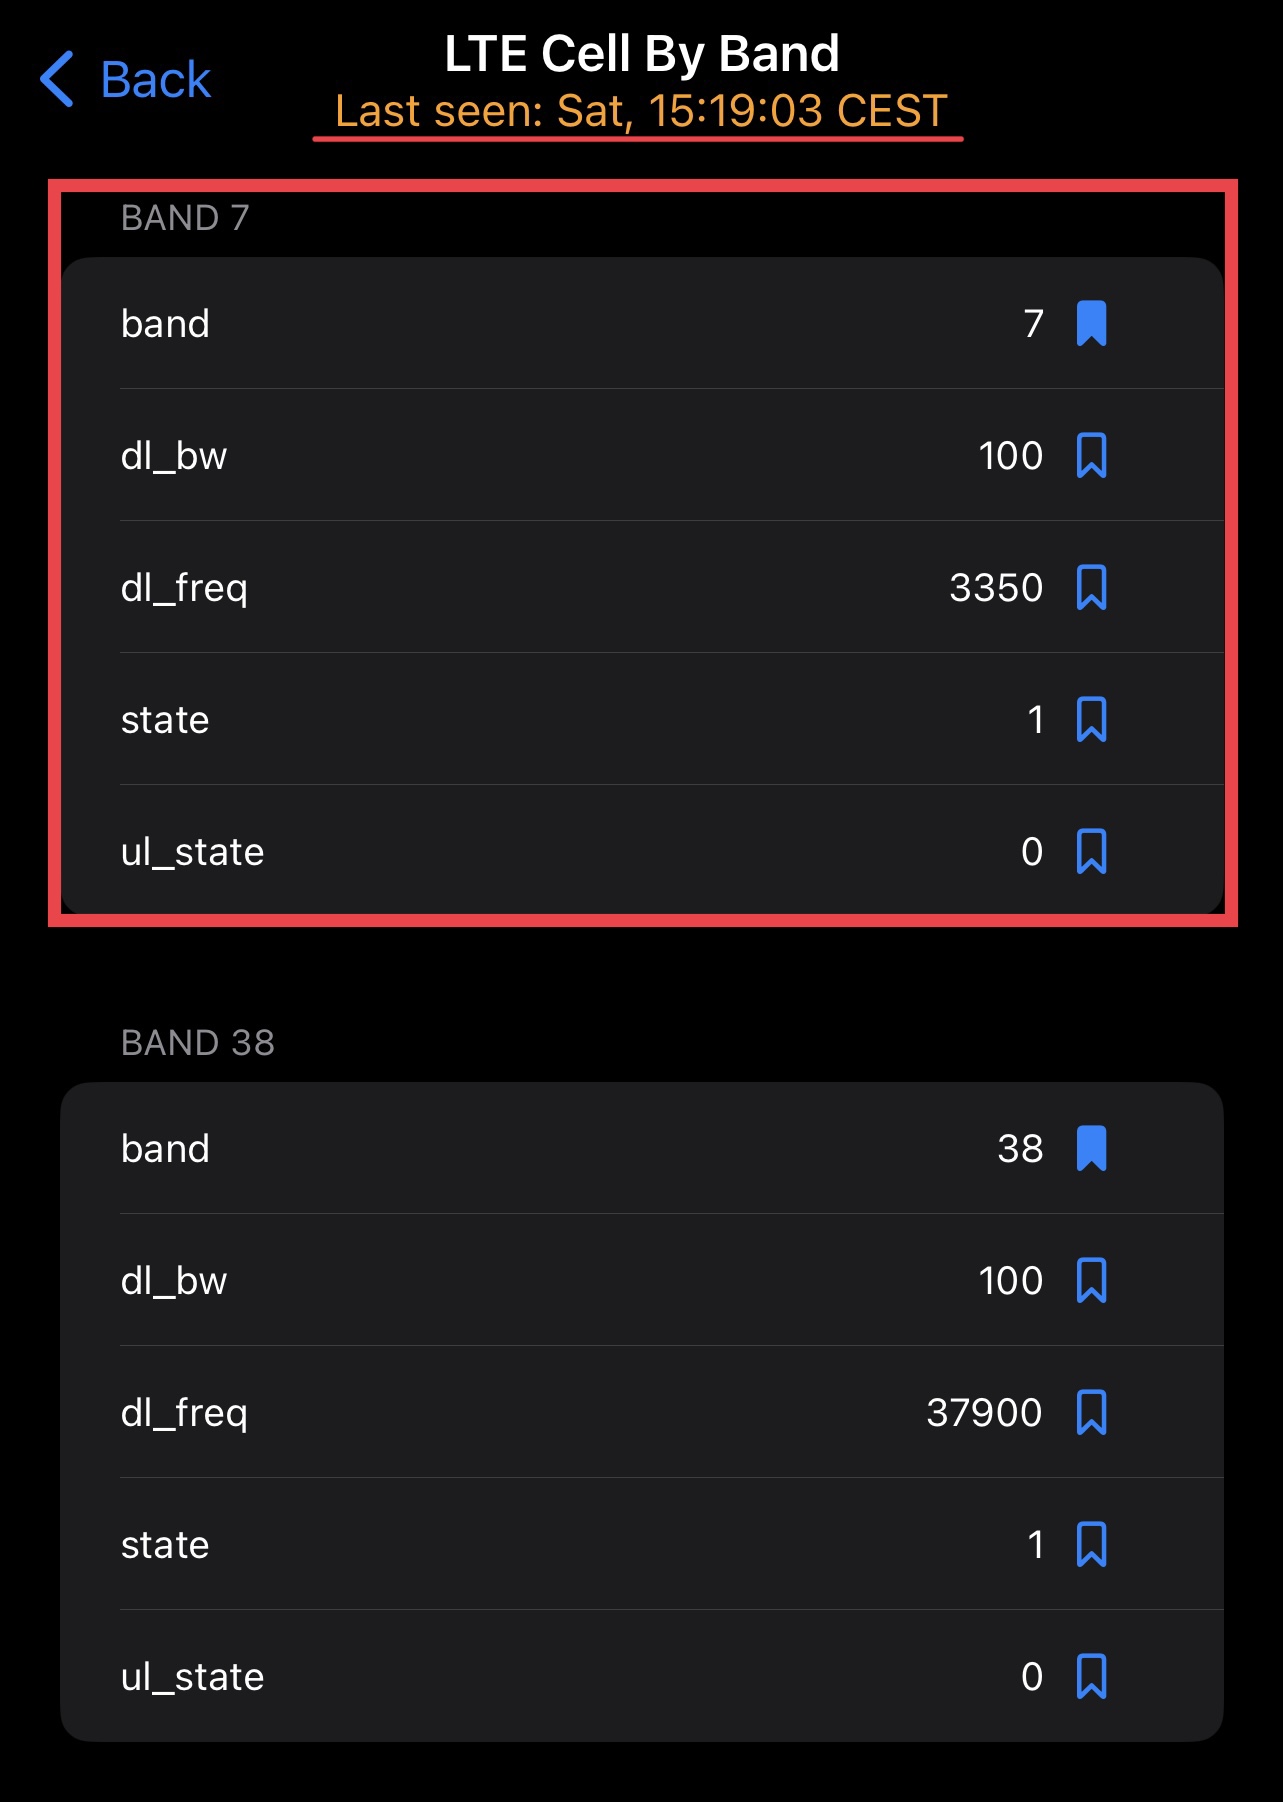 Back
LTE Cell By Band
Last seen: Sat, 15:19:03 CEST
BAND 7
band 7
dl_bw 100
dl_freq 3350
state 1
ul_state 0
BAND 38
band 38
dl_bw 100
dl_freq 37900
state 1
ul_state 0